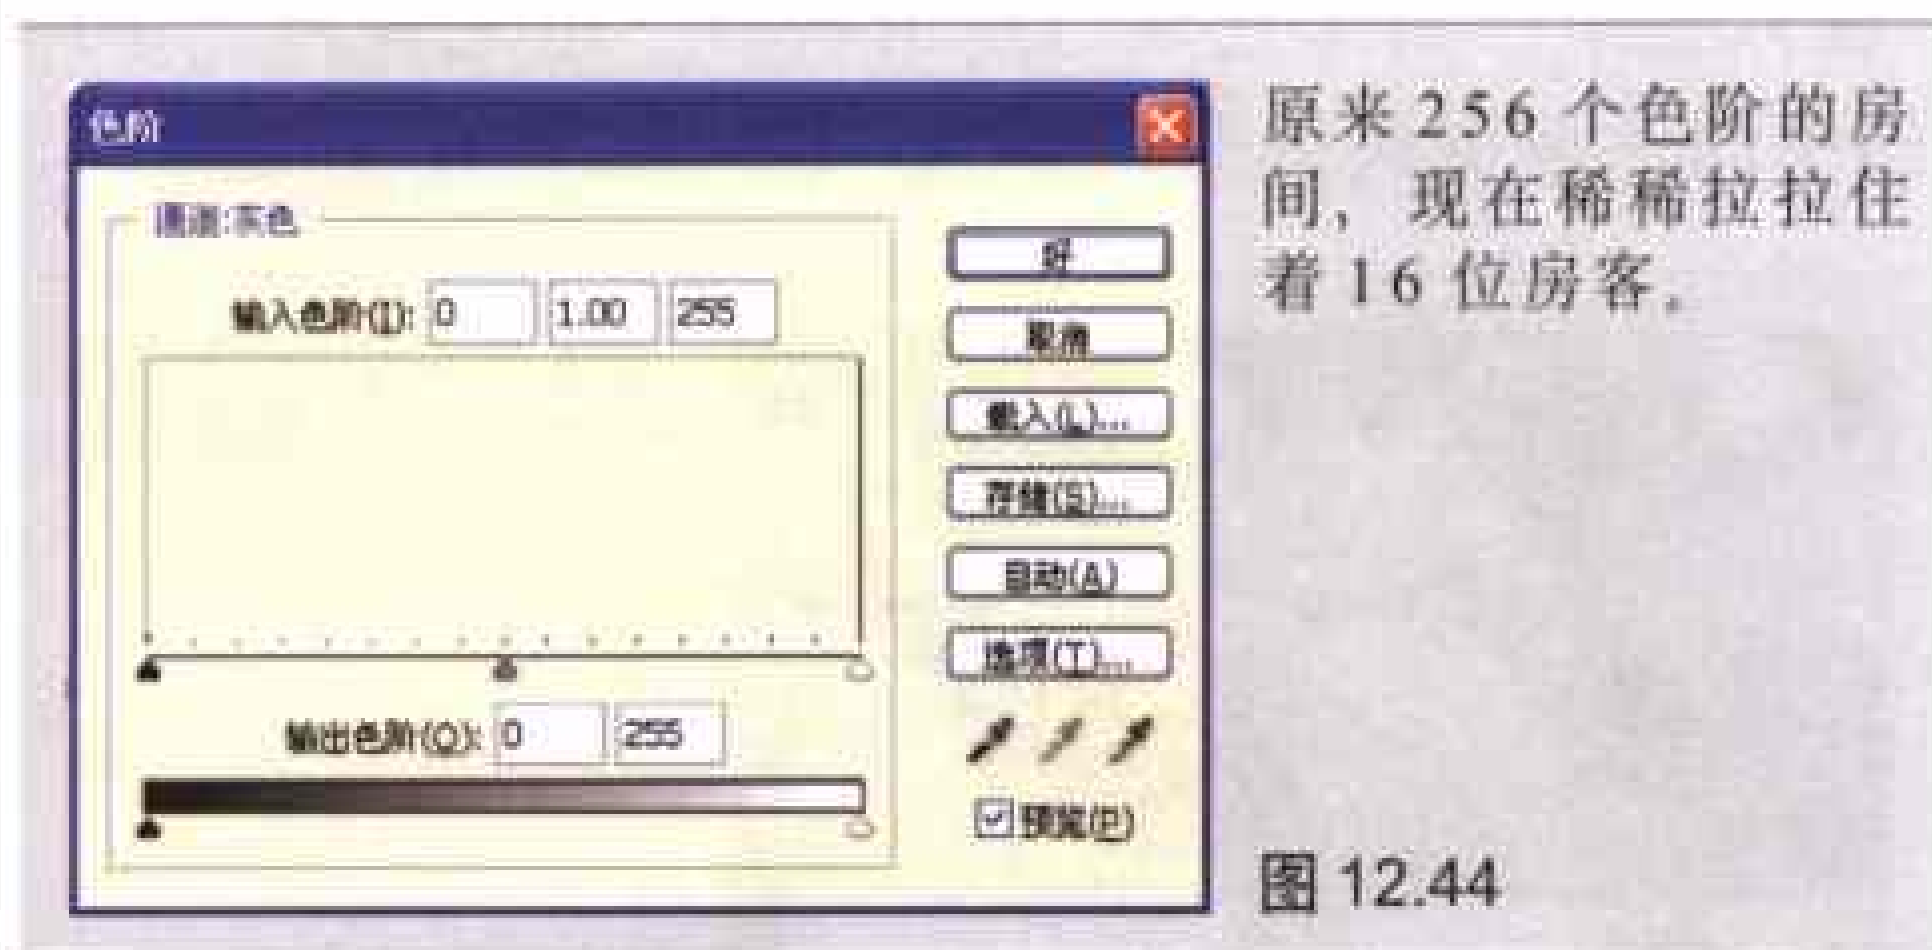 色阶
通道:灰色
输入色阶(I): 0 1.00 255
好
取消
载入(L)...
存储(S)...
自动(A)
选项(T)...
输出色阶(O): 0 255
预览(P)
原来256个色阶的房
间，现在稀稀拉拉住
着16位房客。
图 12.44